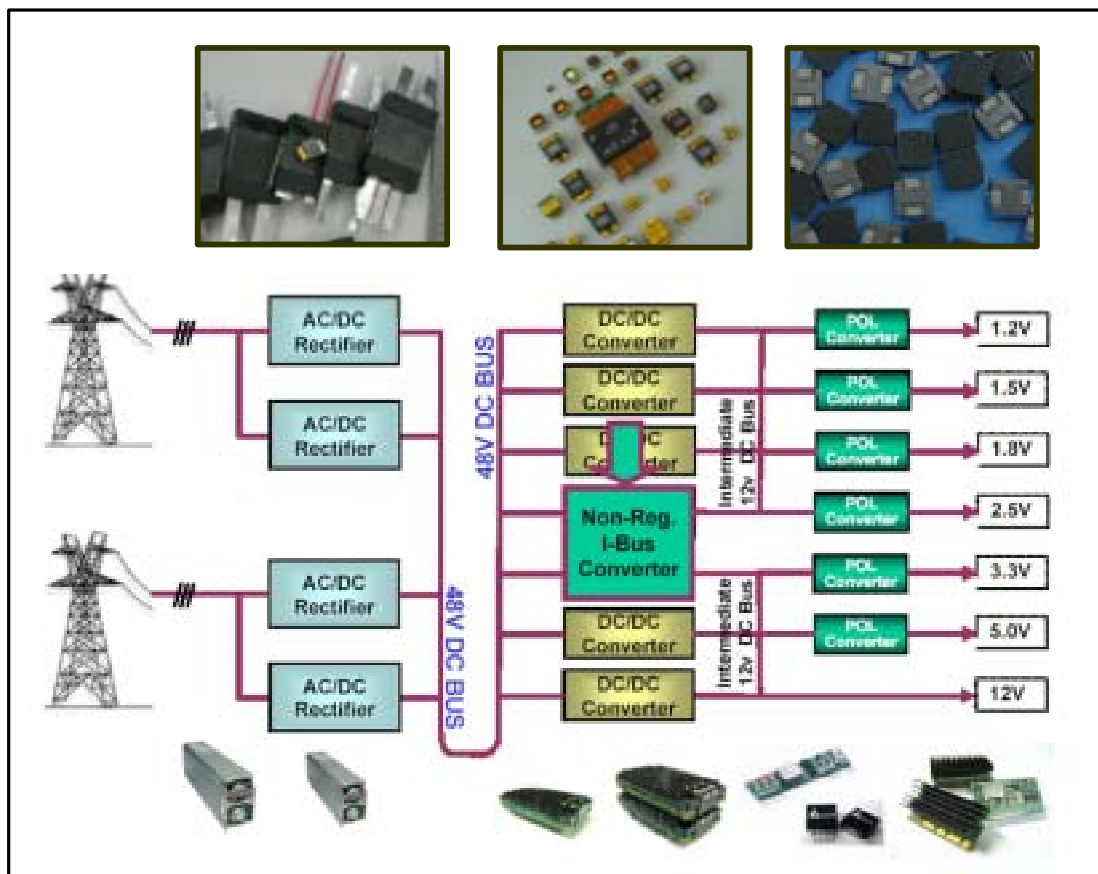 AC/DC
Rectifier
AC/DC
Rectifier
AC/DC
Rectifier
AC/DC
Rectifier
48V DC BUS
48V DC BUS
DC/DC
Converter
DC/DC
Converter
DC/DC
Converter
Non-Reg.
I-Bus
Converter
DC/DC
Converter
DC/DC
Converter
Intermediate
12v DC Bus
Intermediate
12v DC Bus
POL
Converter
POL
Converter
POL
Converter
POL
Converter
POL
Converter
POL
Converter
1.2V
1.5V
1.8V
2.5V
3.3V
5.0V
12V